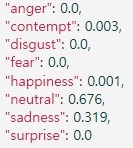 "anger": 0.0,
"contempt": 0.003,
"disgust": 0.0,
"fear": 0.0,
"happiness": 0.001,
"neutral": 0.676,
"sadness": 0.319,
"surprise": 0.0